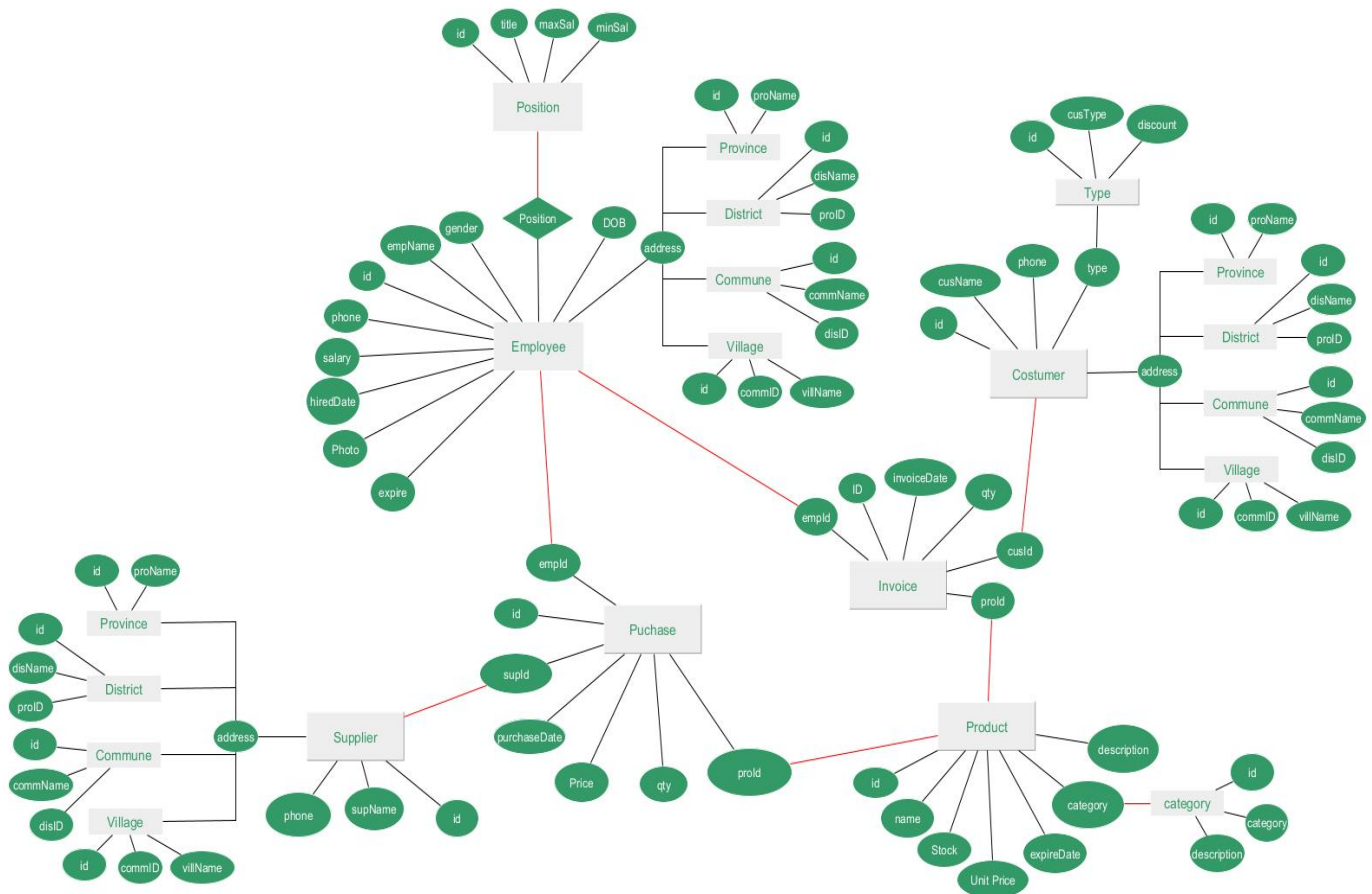 id
title
maxSal
minSal
Position
Position
id
proName
Province
id
District
disName
proID
address
Commune
id
commName
disID
Village
id
commID
villName
DOB
gender
empName
id
phone
salary
hiredDate
Photo
expire
Employee
cusType
id
discount
Type
type
phone
cusName
id
Costumer
address
id
proName
Province
id
District
disName
proID
Commune
id
commName
disID
Village
id
commID
villName
empId
ID
invoiceDate
qty
cusId
Invoice
proId
empId
id
Puchase
supId
purchaseDate
Price
qty
proId
id
proName
Province
id
disName
District
proID
address
id
Commune
commName
disID
Village
id
commID
villName
Supplier
phone
supName
id
Product
description
id
name
Stock
Unit Price
expireDate
category
category
id
category
description